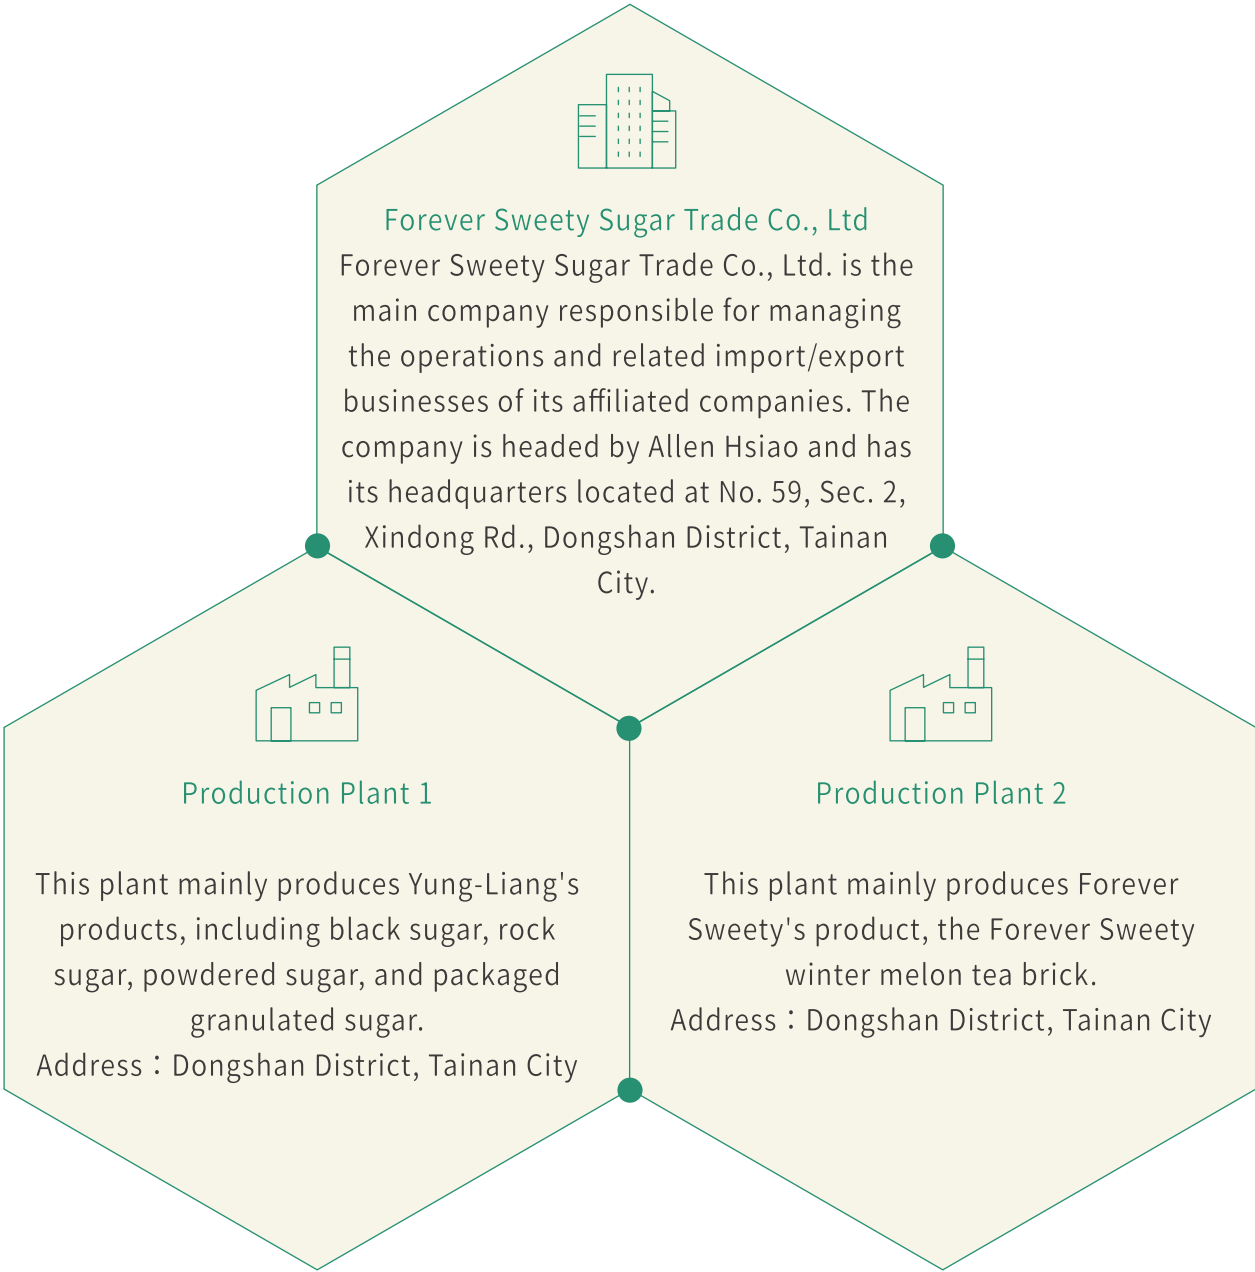 Forever Sweety Sugar Trade Co., Ltd
Forever Sweety Sugar Trade Co., Ltd. is the
main company responsible for managing
the operations and related import/export
businesses of its affiliated companies. The
company is headed by Allen Hsiao and has
its headquarters located at No. 59, Sec. 2,
Xindong Rd., Dongshan District, Tainan
City.
Production Plant 1
This plant mainly produces Yung-Liang's
products, including black sugar, rock
sugar, powdered sugar, and packaged
granulated sugar.
Address：Dongshan District, Tainan City
Production Plant 2
This plant mainly produces Forever
Sweety's product, the Forever Sweety
winter melon tea brick.
Address：Dongshan District, Tainan City